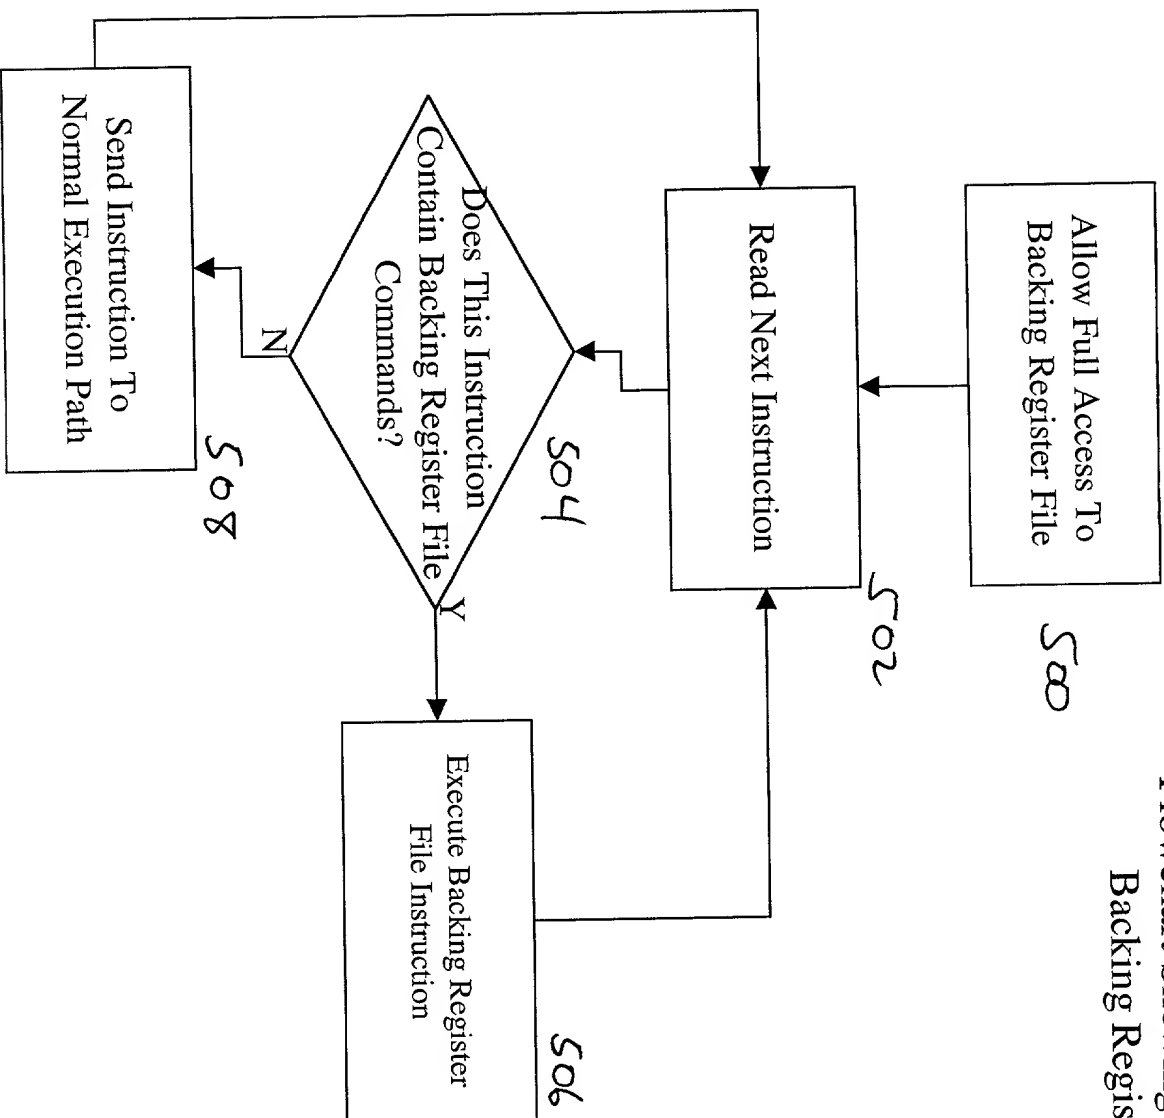 Backing
Allow Full Access To
Backing Register File
500
Read Next Instruction
502
Does This Instruction
Contain Backing Register File
Commands?
504
Y
N
Execute Backing Register
File Instruction
506
Send Instruction To
Normal Execution Path
508